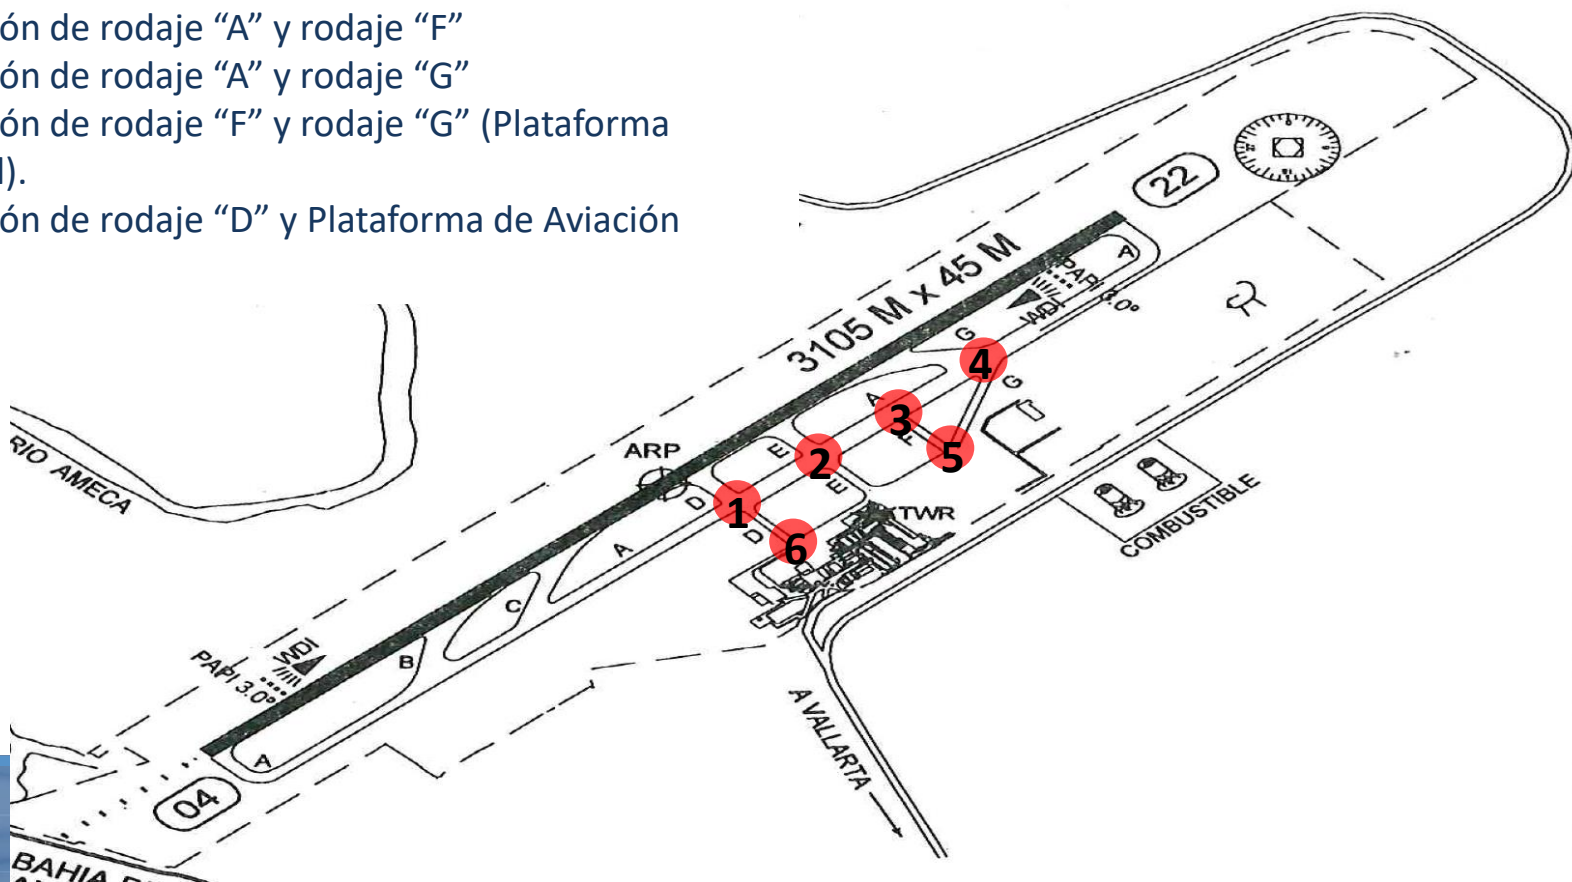 ón de rodaje “A” y rodaje “F”
ón de rodaje “A” y rodaje “G”
ón de rodaje “F” y rodaje “G” (Plataforma
l).
ón de rodaje “D” y Plataforma de Aviación
22
3105 M x 45 M
A
PAPI 3.0°
WDI
G
4
G
A
3
F
5
ARP
E
2
E
D
1
D
6
TWR
COMBUSTIBLE
RIO AMECA
A
C
B
WDI
PAPI 3.0°
A
04
A VALLARTA
BAHIA